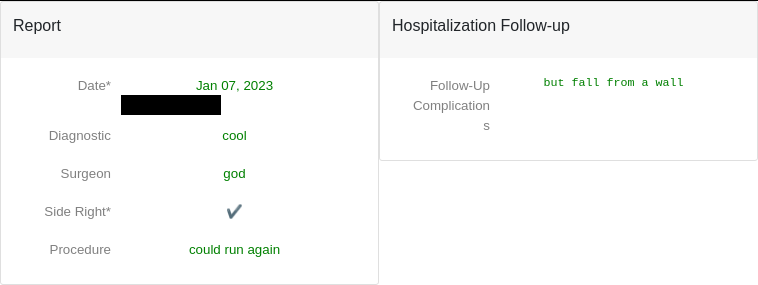 Report
Date*
Jan 07, 2023
Diagnostic
cool
Surgeon
god
Side Right*
✔
Procedure
could run again
Hospitalization Follow-up
Follow-Up
Complication
s
but fall from a wall